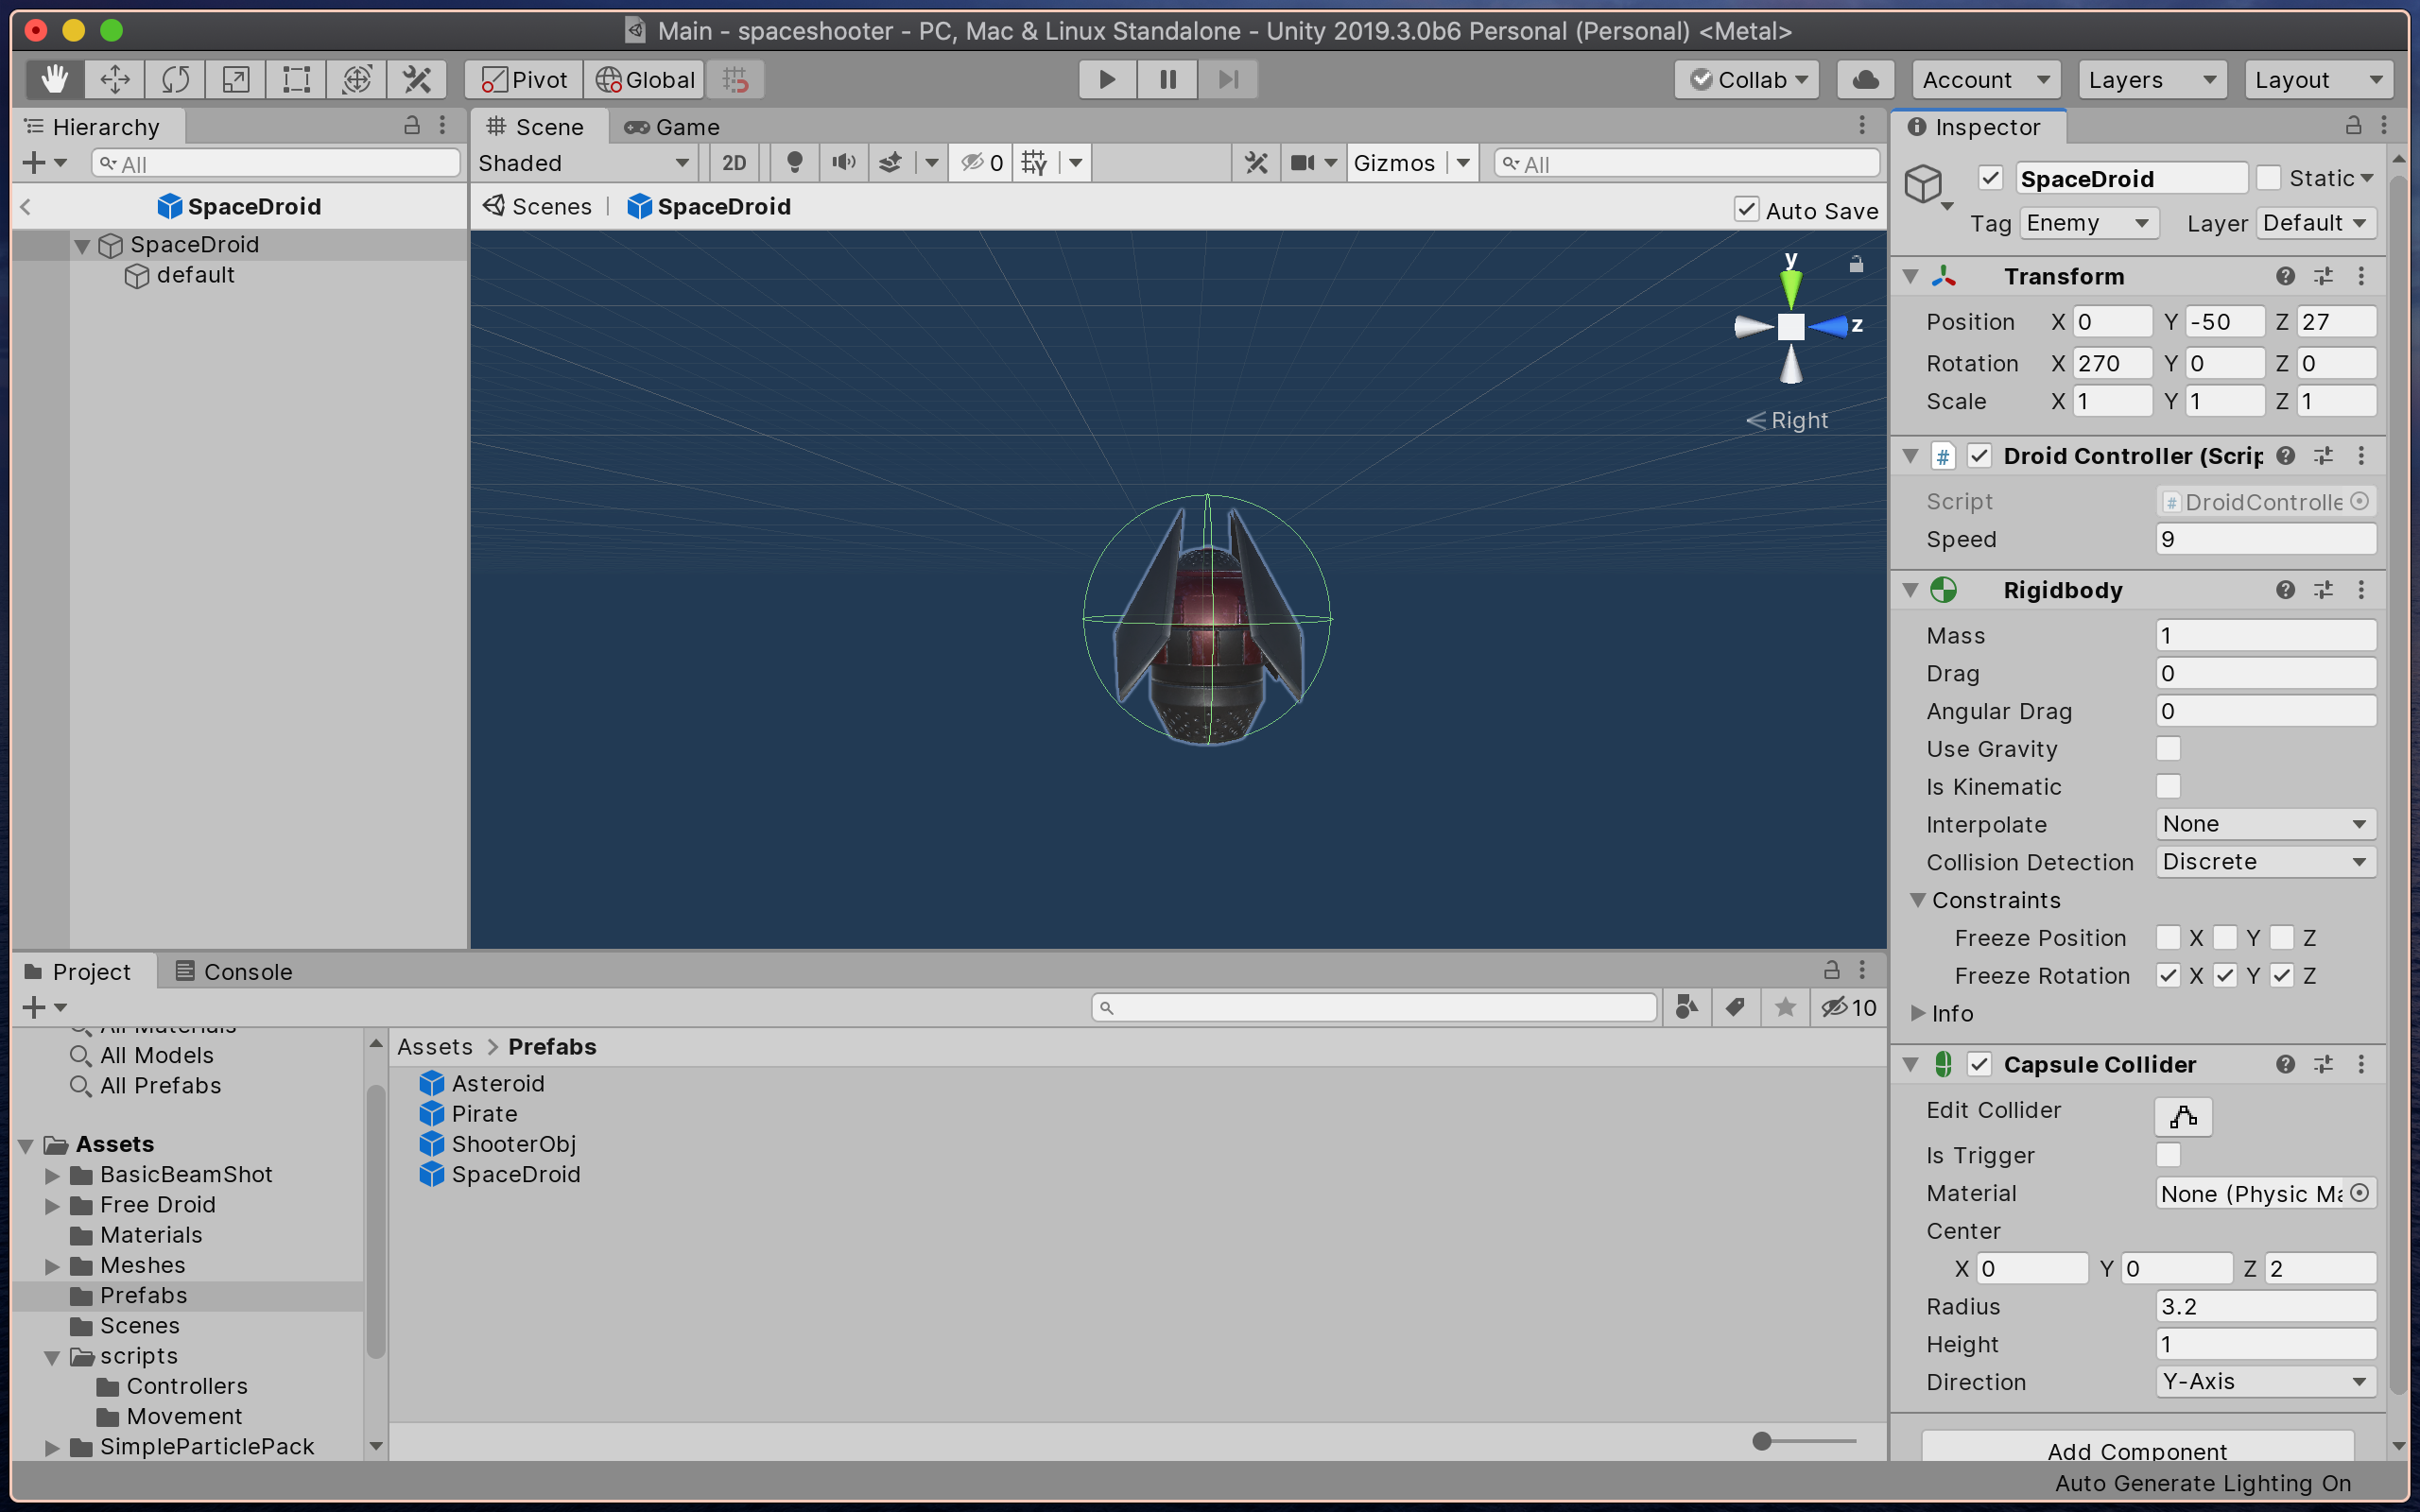 Main - spaceshooter - PC, Mac & Linux Standalone - Unity 2019.3.0b6 Personal (Personal) <Metal>
Pivot Global Collab Account Layers Layout
Hierarchy
All
SpaceDroid
SpaceDroid
default
Scene Game
Shaded 2D 0 Gizmos All
Scenes | SpaceDroid Auto Save
y
z
Right
Inspector
SpaceDroid Static
Tag Enemy Layer Default
Transform
Position X 0 Y -50 Z 27
Rotation X 270 Y 0 Z 0
Scale X 1 Y 1 Z 1
# Droid Controller (Scrip
Script # DroidControlle
Speed 9
Rigidbody
Mass 1
Drag 0
Angular Drag 0
Use Gravity
Is Kinematic
Interpolate None
Collision Detection Discrete
Constraints
Freeze Position X Y Z
Freeze Rotation X Y Z
Info
Capsule Collider
Edit Collider
Is Trigger
Material None (Physic Ma
Center
X 0 Y 0 Z 2
Radius 3.2
Height 1
Direction Y-Axis
Add Component
Project Console
10
All Materials
All Models
All Prefabs
Assets
BasicBeamShot
Free Droid
Materials
Meshes
Prefabs
Scenes
scripts
Controllers
Movement
SimpleParticlePack
Assets > Prefabs
Asteroid
Pirate
ShooterObj
SpaceDroid
Auto Generate Lighting On